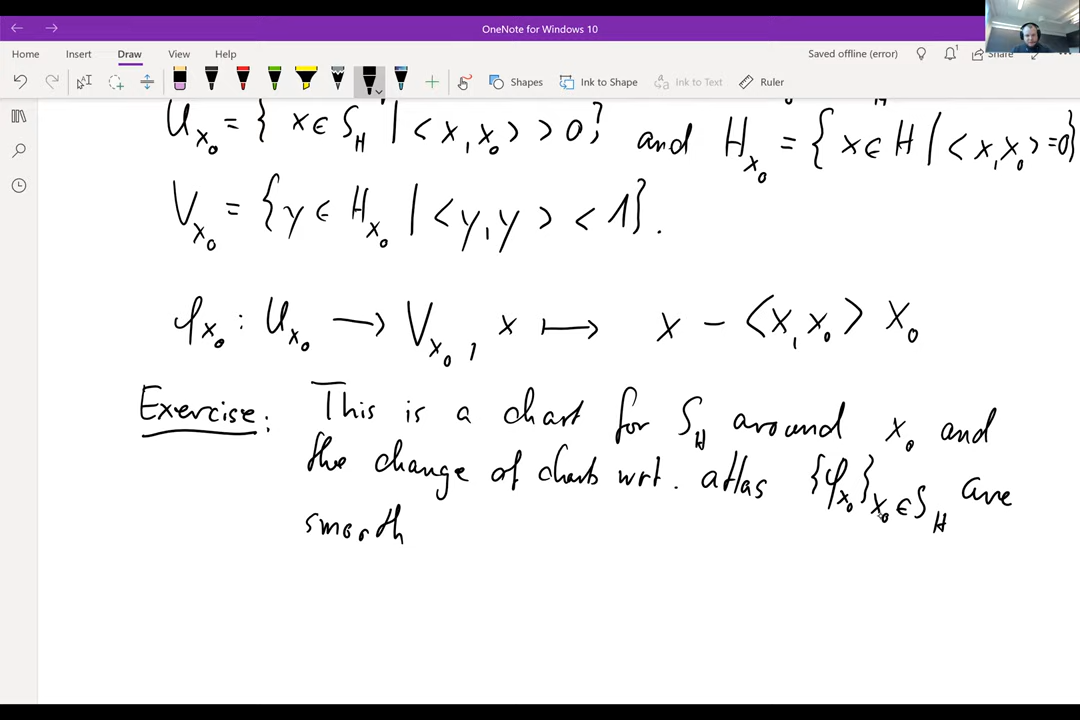 OneNote for Windows 10
Home Insert Draw View Help Saved offline (error) Share
Shapes Ink to Shape Ink to Text Ruler
U_{x_0} = { x ∈ S_H | <x, x_0> > 0} and H_{x_0} = { x ∈ H | <x, x_0> = 0}
V_{x_0} = {y ∈ H_{x_0} | <y, y> < 1}.
φ_{x_0} : U_{x_0} → V_{x_0}, x ↦ x - <x, x_0> x_0
Exercise: This is a chart for S_H around x_0 and
the change of charts wrt. atlas {φ_{x_0}}_{x_0 ∈ S_H} are
smooth